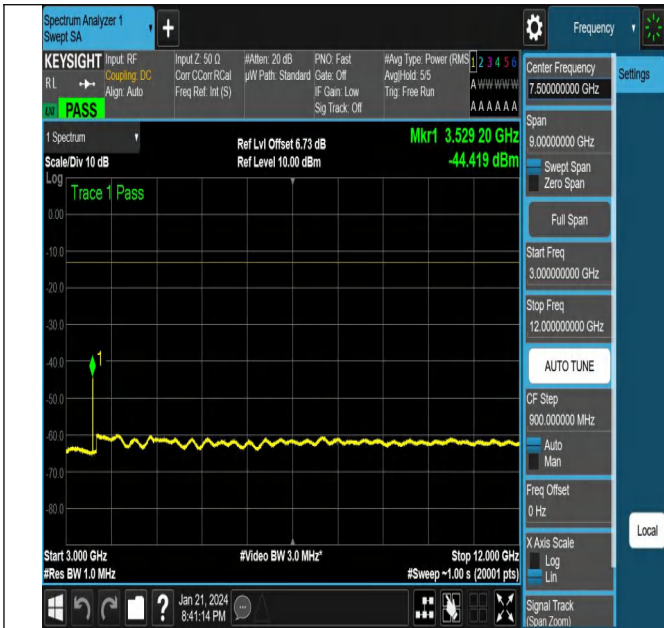 Spectrum Analyzer 1
Swept SA
+
Frequency
KEYSIGHT
RL
PASS
Input: RF
Coupling: DC
Align: Auto
Input Z: 50 Ω
Corr CCorr RCal
Freq Ref: Int (S)
#Atten: 20 dB
µW Path: Standard
PNO: Fast
Gate: Off
IF Gain: Low
Sig Track: Off
#Avg Type: Power (RMS
Avg|Hold: 5/5
Trig: Free Run
1 2 3 4 5 6
A W W W W W
A A A A A A
1 Spectrum
Scale/Div 10 dB
Ref Lvl Offset 6.73 dB
Ref Level 10.00 dBm
Mkr1 3.529 20 GHz
-44.419 dBm
Log
Trace 1 Pass
0.00
-10.0
-20.0
-30.0
-40.0
-50.0
-60.0
-70.0
-80.0
1
Start 3.000 GHz
#Res BW 1.0 MHz
#Video BW 3.0 MHz*
Stop 12.000 GHz
#Sweep ~1.00 s (20001 pts)
Jan 21, 2024
8:41:14 PM
Center Frequency
7.500000000 GHz
Settings
Span
9.00000000 GHz
Swept Span
Zero Span
Full Span
Start Freq
3.000000000 GHz
Stop Freq
12.000000000 GHz
AUTO TUNE
CF Step
900.000000 MHz
Auto
Man
Freq Offset
0 Hz
Local
X Axis Scale
Log
Lin
Signal Track
(Span Zoom)